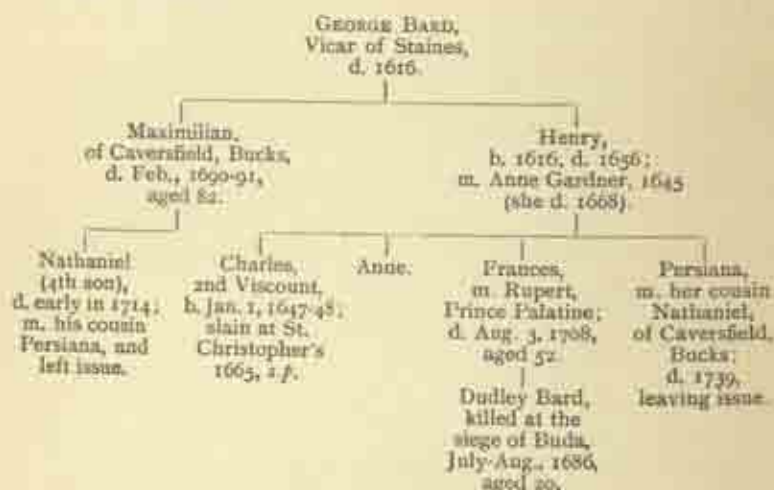 GEORGE BARD,
Vicar of Staines,
d. 1616.
Maximilian,
of Caversfield, Bucks,
d. Feb., 1690-91,
aged 82.
Henry,
b. 1616, d. 1656;
m. Anne Gardner, 1645
(she d. 1668).
Nathaniel
(4th son),
d. early in 1714;
m. his cousin
Persiana, and
left issue.
Charles,
2nd Viscount,
b. Jan. 1, 1647-48;
slain at St.
Christopher's
1665, s.p.
Anne.
Frances,
m. Rupert,
Prince Palatine;
d. Aug. 3, 1708,
aged 52.
Dudley Bard,
killed at the
siege of Buda,
July-Aug., 1686,
aged 20.
Persiana,
m. her cousin
Nathaniel,
of Caversfield,
Bucks;
d. 1739,
leaving issue.